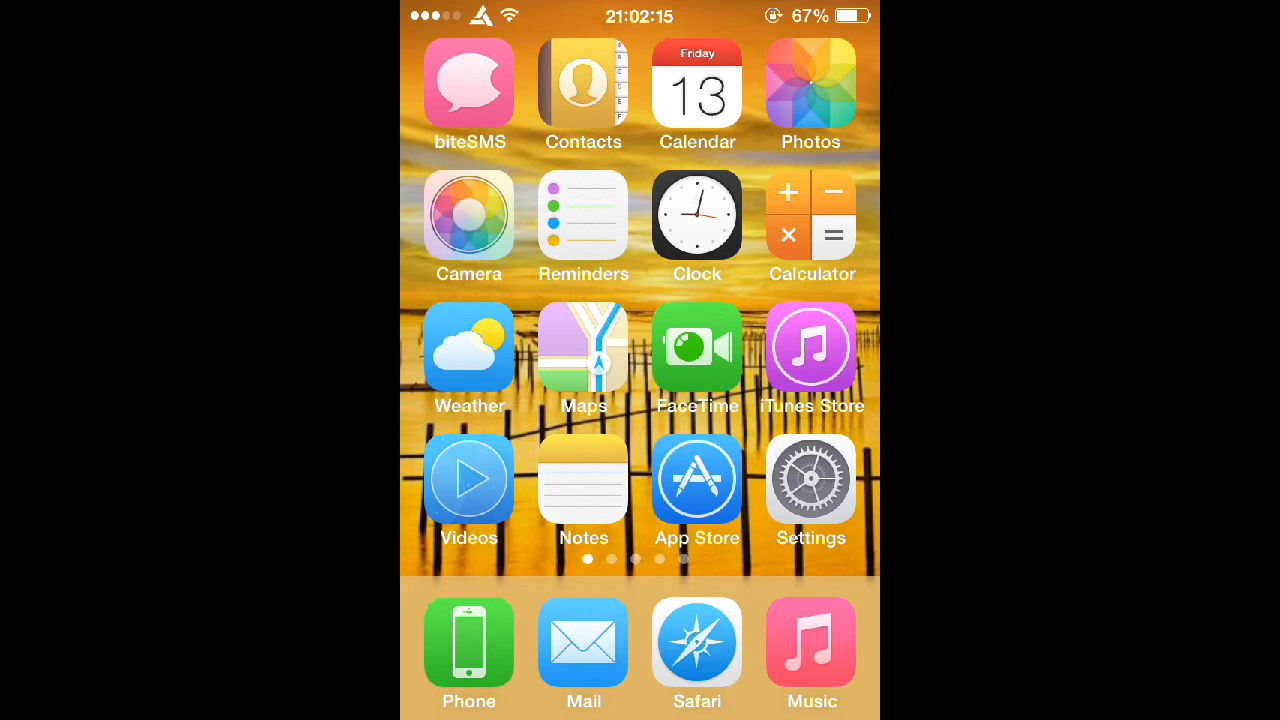 21:02:15 67%
Friday
13
biteSMS Contacts Calendar Photos
Camera Reminders Clock Calculator
Weather Maps FaceTime iTunes Store
Videos Notes App Store Settings
Phone Mail Safari Music